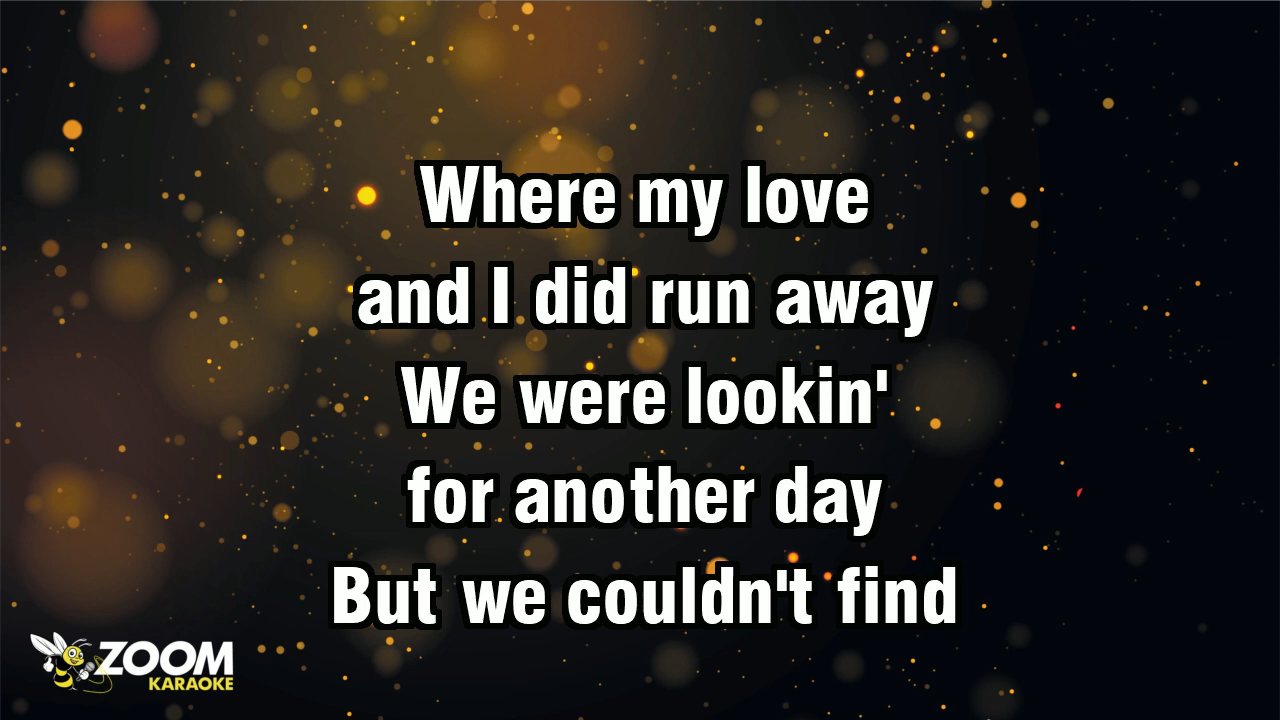 Where my love
and I did run away
We were lookin'
for another day
But we couldn't find
ZOOM
KARAOKE